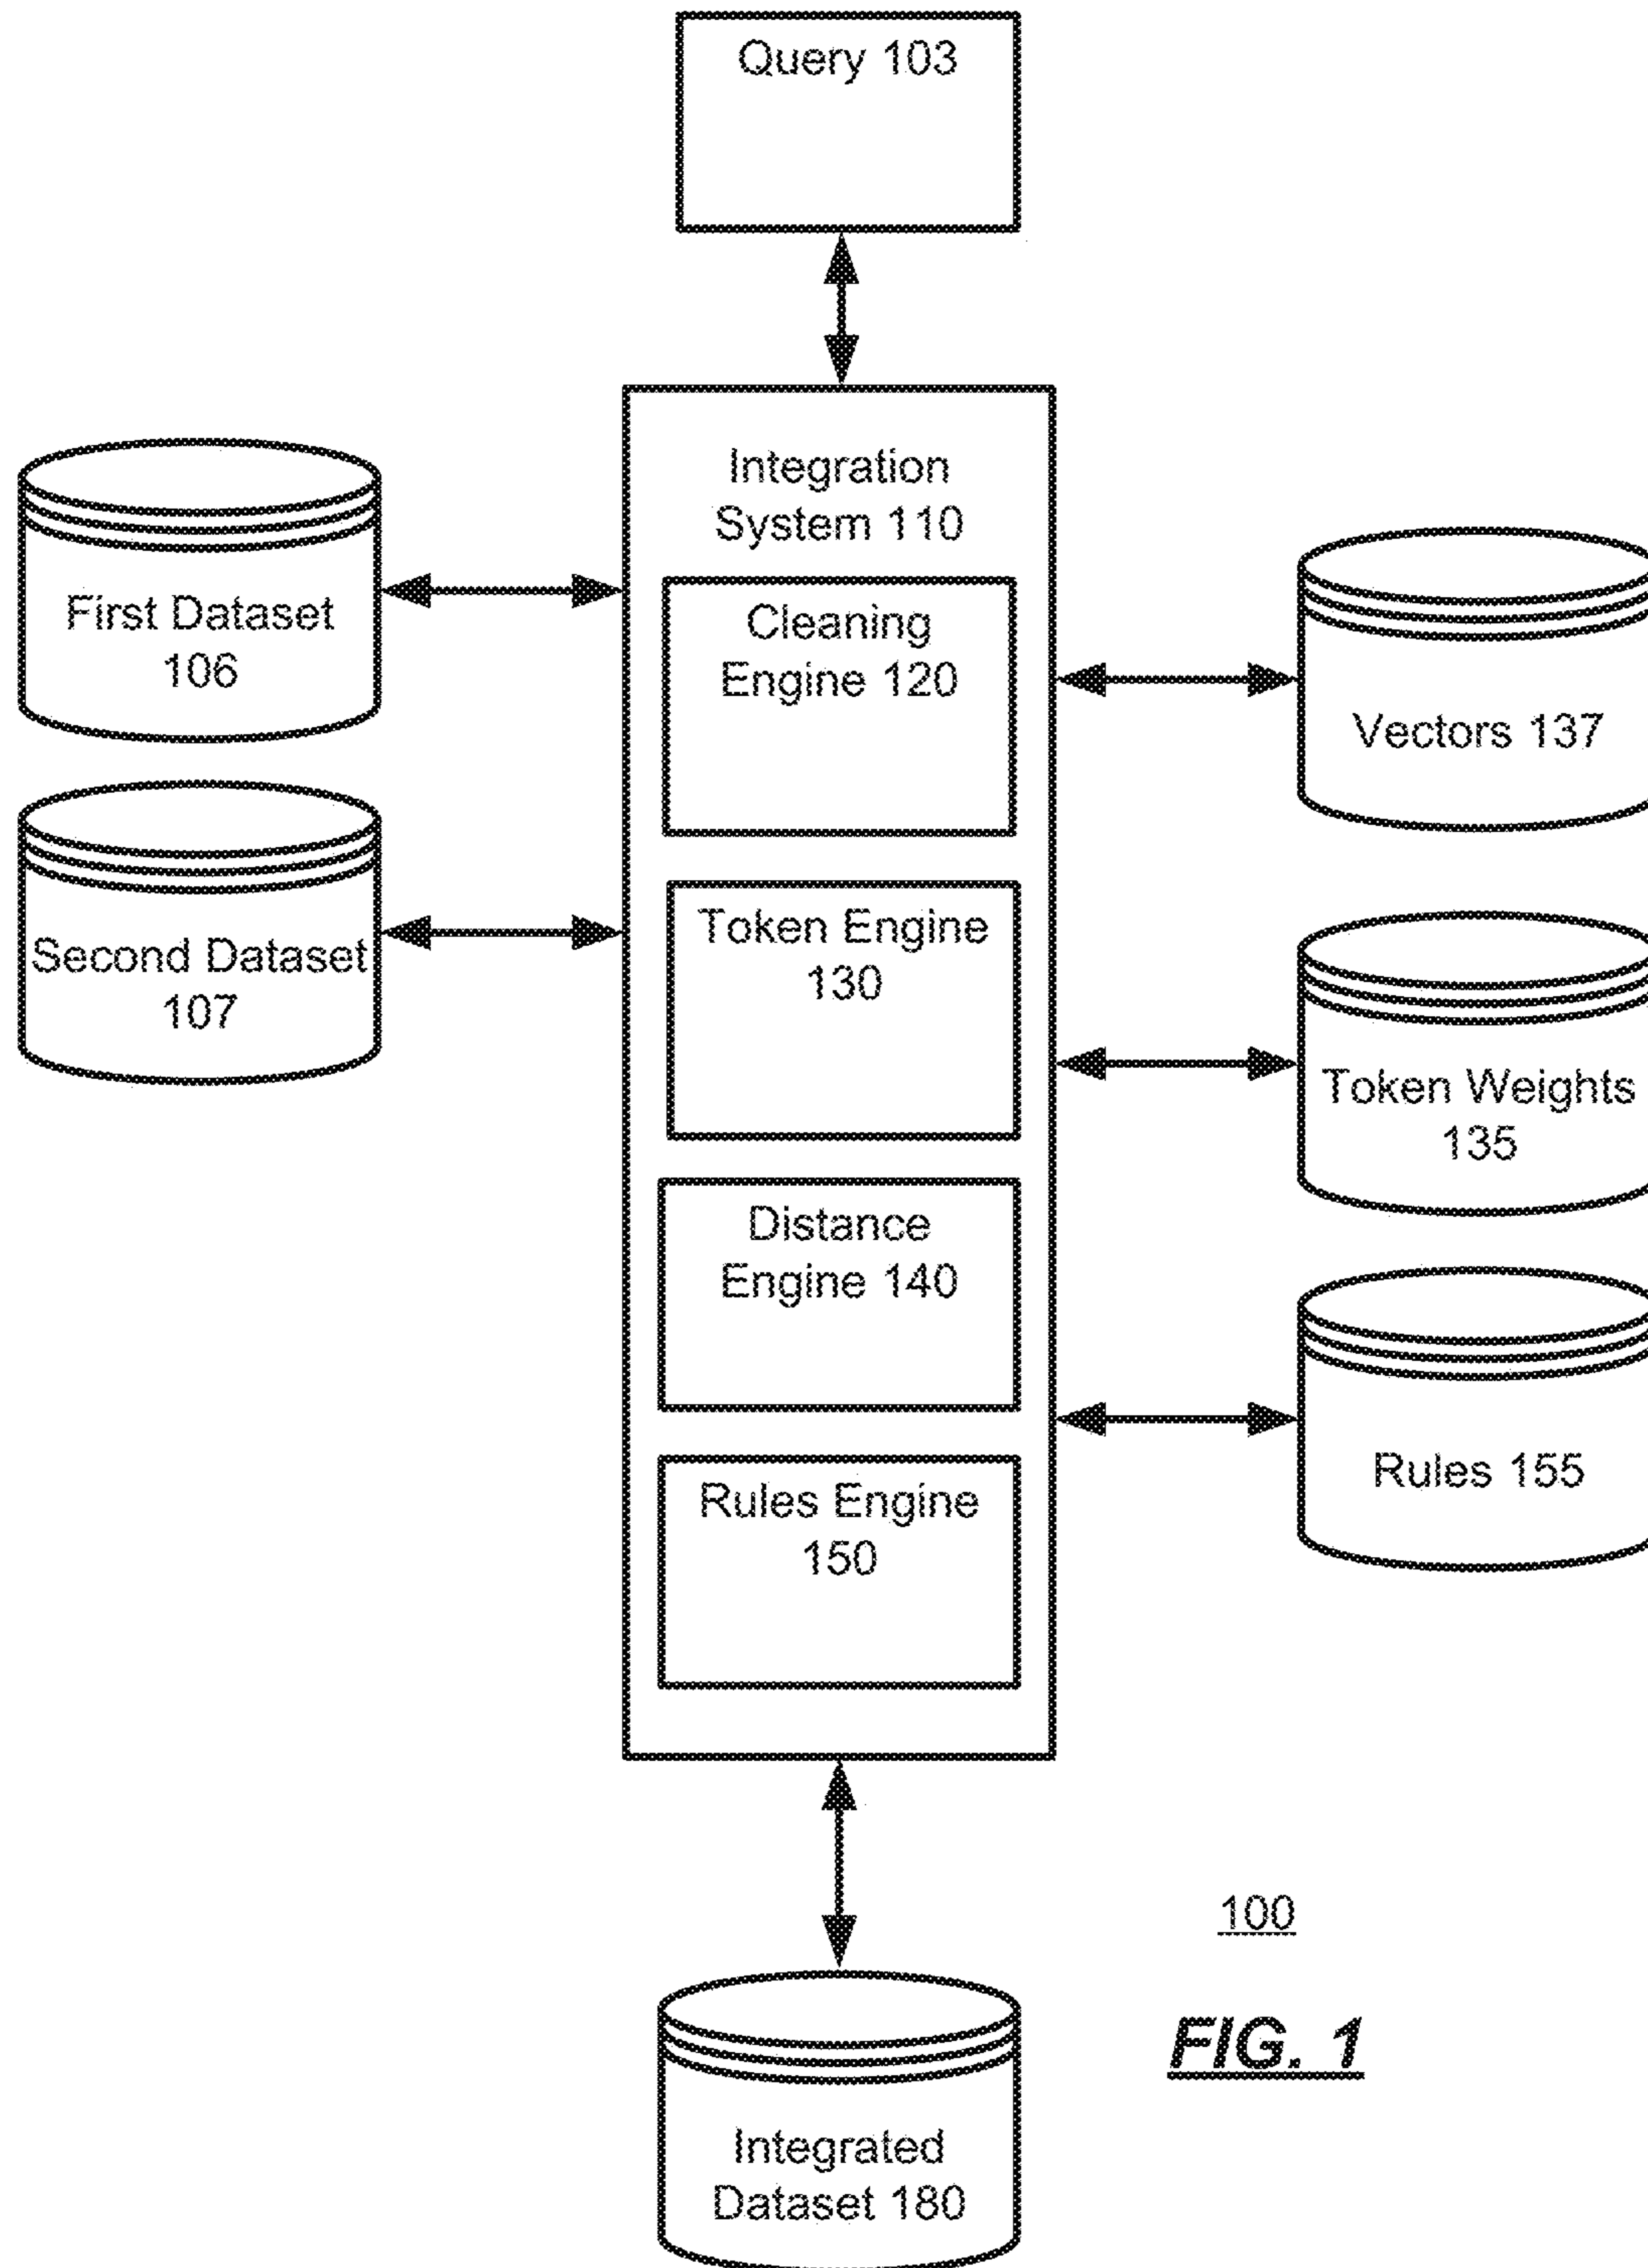 Query 103
Integration
System 110
First Dataset
106
Cleaning
Engine 120
Vectors 137
Second Dataset
107
Token Engine
130
Token Weights
135
Distance
Engine 140
Rules 155
Rules Engine
150
100
FIG. 1
Integrated
Dataset 180